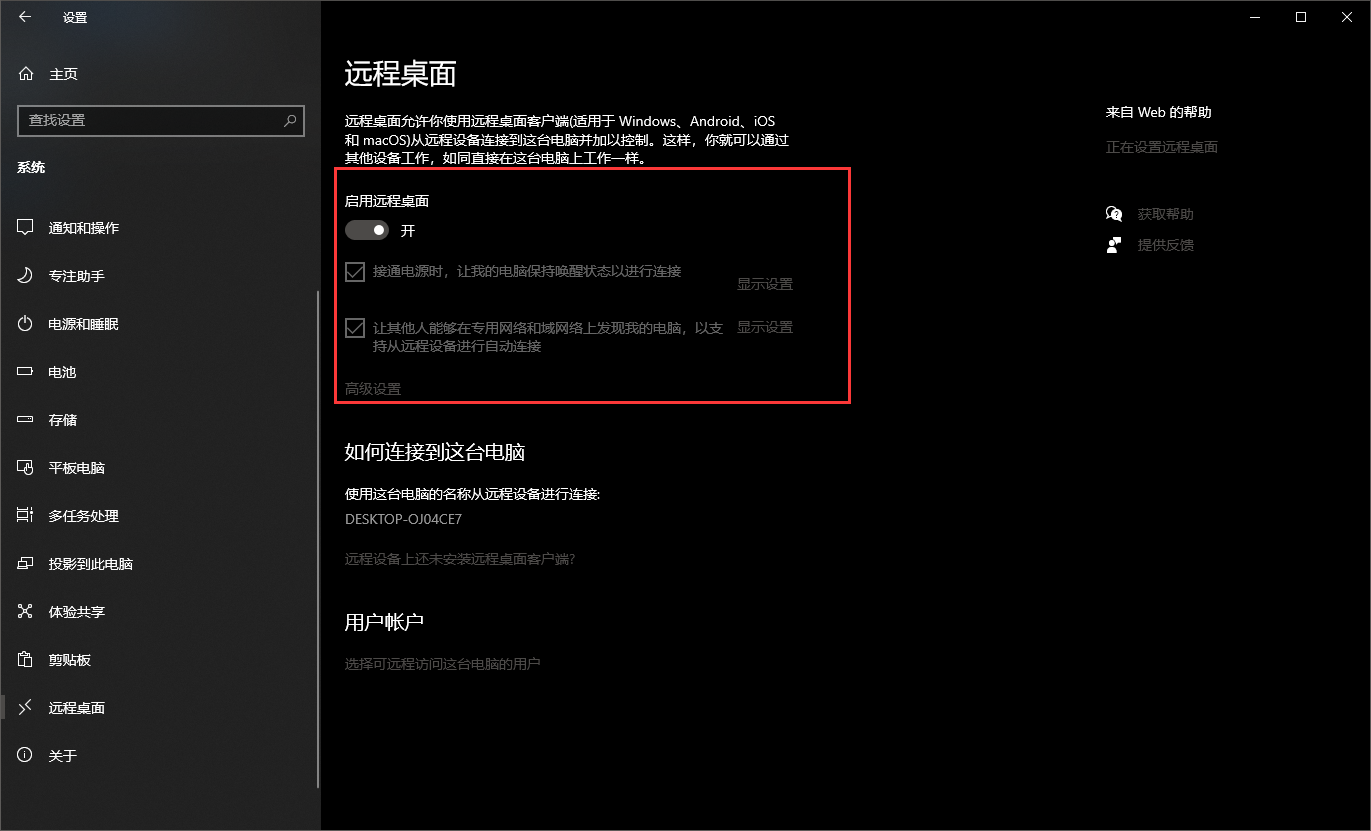 设置
主页
查找设置
系统
通知和操作
专注助手
电源和睡眠
电池
存储
平板电脑
多任务处理
投影到此电脑
体验共享
剪贴板
远程桌面
关于
远程桌面
远程桌面允许你使用远程桌面客户端(适用于 Windows、Android、iOS
和 macOS)从远程设备连接到这台电脑并加以控制。这样，你就可以通过
其他设备工作，如同直接在这台电脑上工作一样。
启用远程桌面
开
接通电源时，让我的电脑保持唤醒状态以进行连接
显示设置
让其他人能够在专用网络和域网络上发现我的电脑，以支
持从远程设备进行自动连接
显示设置
高级设置
如何连接到这台电脑
使用这台电脑的名称从远程设备进行连接:
DESKTOP-OJ04CE7
远程设备上还未安装远程桌面客户端?
用户帐户
选择可远程访问这台电脑的用户
来自 Web 的帮助
正在设置远程桌面
获取帮助
提供反馈